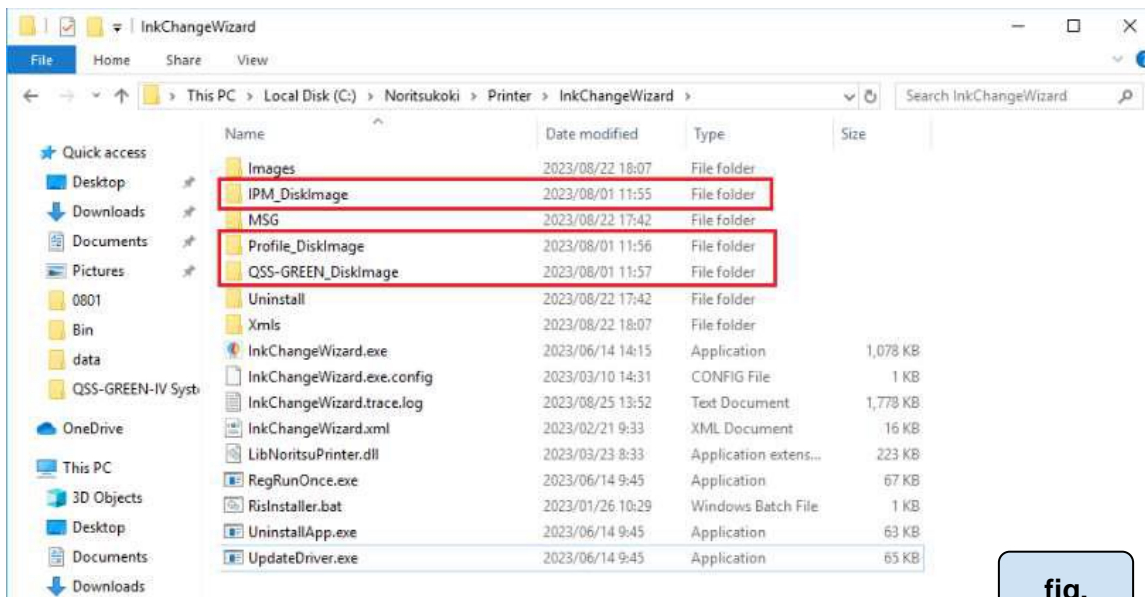 InkChangeWizard
File Home Share View
This PC > Local Disk (C:) > Noritsukoki > Printer > InkChangeWizard >
Search InkChangeWizard
Name Date modified Type Size
Quick access
Desktop
Downloads
Documents
Pictures
0801
Bin
data
QSS-GREEN-IV Syst
OneDrive
This PC
3D Objects
Desktop
Documents
Downloads
Images 2023/08/22 18:07 File folder
IPM_DiskImage 2023/08/01 11:55 File folder
MSG 2023/08/22 17:42 File folder
Profile_DiskImage 2023/08/01 11:56 File folder
QSS-GREEN_DiskImage 2023/08/01 11:57 File folder
Uninstall 2023/08/22 17:42 File folder
Xmls 2023/08/22 18:07 File folder
InkChangeWizard.exe 2023/06/14 14:15 Application 1,078 KB
InkChangeWizard.exe.config 2023/03/10 14:31 CONFIG File 1 KB
InkChangeWizard.trace.log 2023/08/25 13:52 Text Document 1,778 KB
InkChangeWizard.xml 2023/02/21 9:33 XML Document 16 KB
LibNoritsuPrinter.dll 2023/03/23 8:33 Application extens... 223 KB
RegRunOnce.exe 2023/06/14 9:45 Application 67 KB
RisInstaller.bat 2023/01/26 10:29 Windows Batch File 1 KB
UninstallApp.exe 2023/06/14 9:45 Application 63 KB
UpdateDriver.exe 2023/06/14 9:45 Application 65 KB
fig.